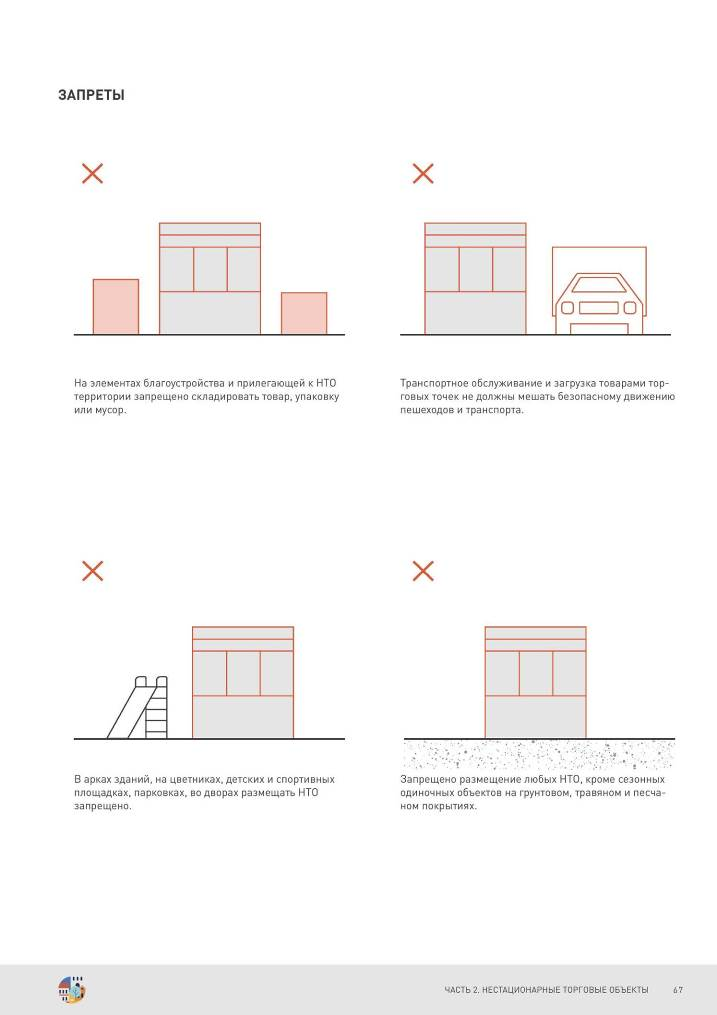 ЗАПРЕТЫ
На элементах благоустройства и прилегающей к НТО
территории запрещено складировать товар, упаковку
или мусор.
Транспортное обслуживание и загрузка товарами тор-
говых точек не должны мешать безопасному движению
пешеходов и транспорта.
В арках зданий, на цветниках, детских и спортивных
площадках, парковках, во дворах размещать НТО
запрещено.
Запрещено размещение любых НТО, кроме сезонных
одиночных объектов на грунтовом, травяном и песча-
ном покрытиях.
ЧАСТЬ 2. НЕСТАЦИОНАРНЫЕ ТОРГОВЫЕ ОБЪЕКТЫ 67